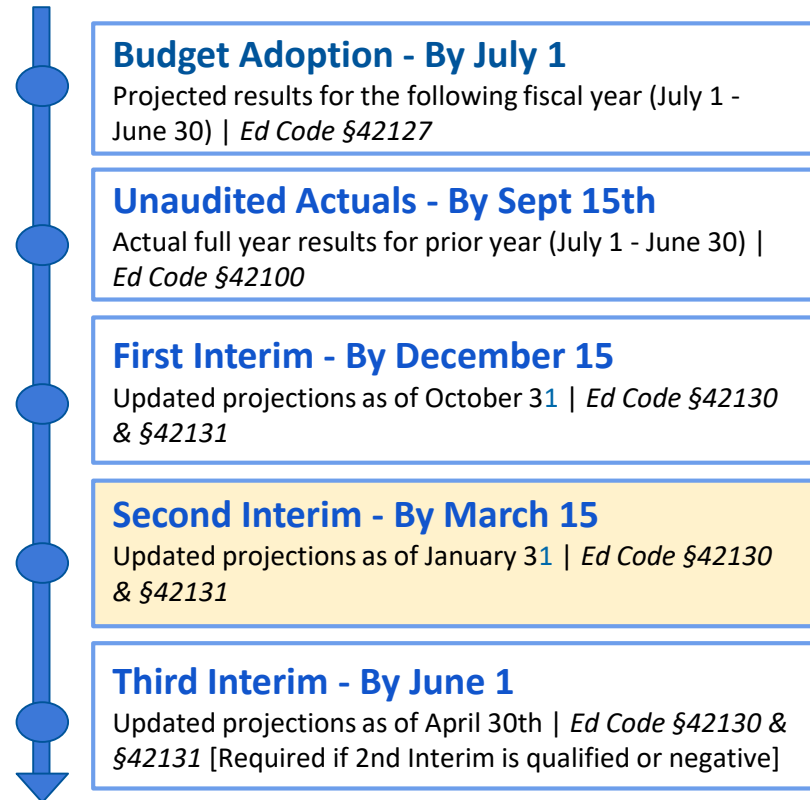 Budget Adoption - By July 1
Projected results for the following fiscal year (July 1 -
June 30) | Ed Code §42127
Unaudited Actuals - By Sept 15th
Actual full year results for prior year (July 1 - June 30) |
Ed Code §42100
First Interim - By December 15
Updated projections as of October 31 | Ed Code §42130
& §42131
Second Interim - By March 15
Updated projections as of January 31 | Ed Code §42130
& §42131
Third Interim - By June 1
Updated projections as of April 30th | Ed Code §42130 &
§42131 [Required if 2nd Interim is qualified or negative]